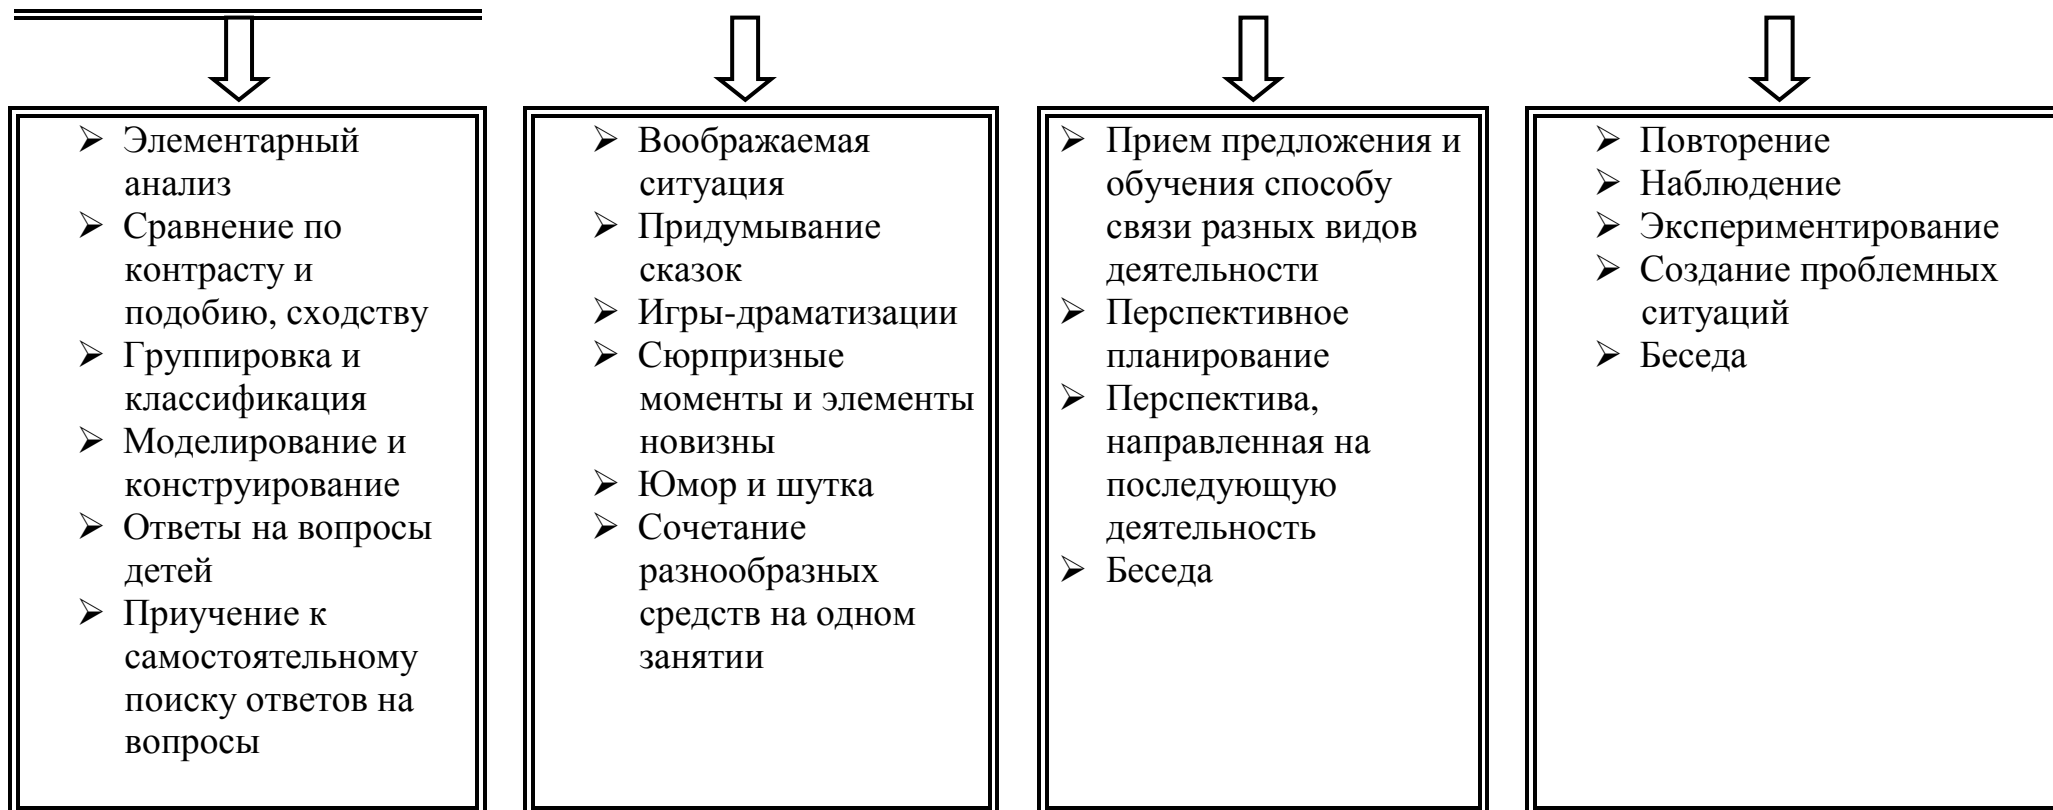 ➢ Элементарный
анализ
➢ Сравнение по
контрасту и
подобию, сходству
➢ Группировка и
классификация
➢ Моделирование и
конструирование
➢ Ответы на вопросы
детей
➢ Приучение к
самостоятельному
поиску ответов на
вопросы
➢ Воображаемая
ситуация
➢ Придумывание
сказок
➢ Игры-драматизации
➢ Сюрпризные
моменты и элементы
новизны
➢ Юмор и шутка
➢ Сочетание
разнообразных
средств на одном
занятии
➢ Прием предложения и
обучения способу
связи разных видов
деятельности
➢ Перспективное
планирование
➢ Перспектива,
направленная на
последующую
деятельность
➢ Беседа
➢ Повторение
➢ Наблюдение
➢ Экспериментирование
➢ Создание проблемных
ситуаций
➢ Беседа